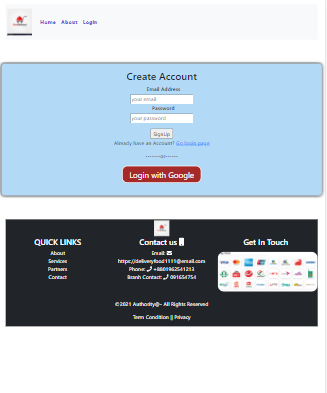 Home About Login
Create Account
Email Address
your email
Password
your password
SignUp
Already have an Account? Go login page
-------or------
Login with Google
QUICK LINKS
About
Services
Partners
Contact
Contact us
Email:
https://deliveryfood1111@email.com
Phone: +8801963541213
Branh Contact: 091654754
Get In Touch
©2021 Authority@- All Rights Reserved
Term Condition || Privacy